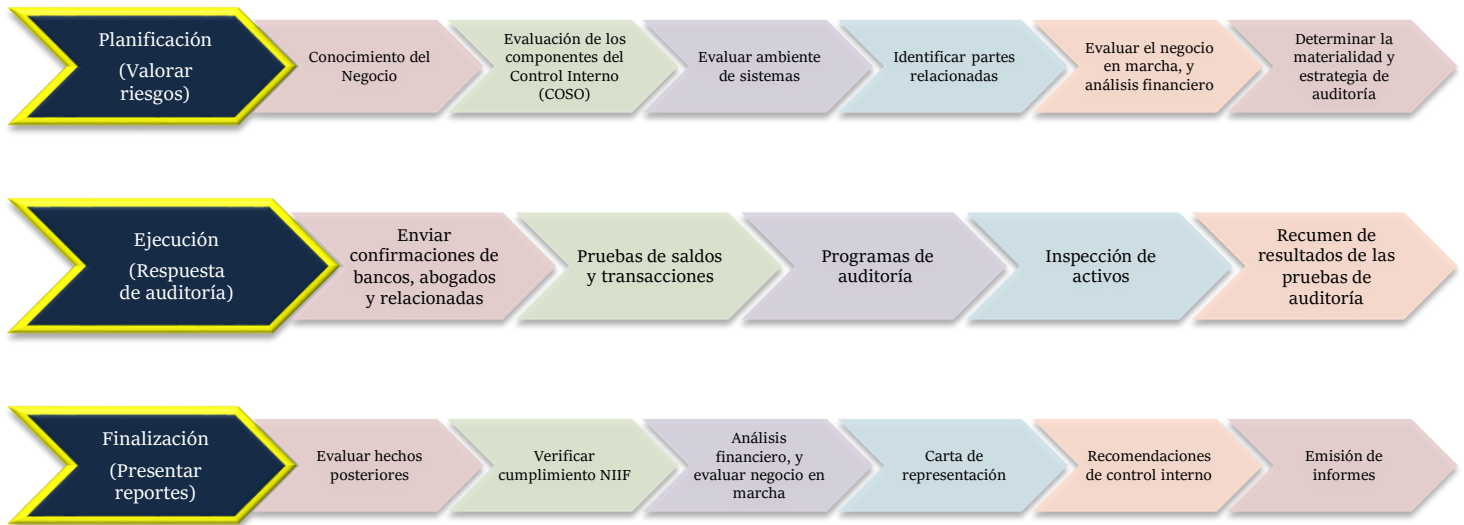 Planificación
(Valorar
riesgos)
Conocimiento del
Negocio
Evaluación de los
componentes del
Control Interno
(COSO)
Evaluar ambiente
de sistemas
Identificar partes
relacionadas
Evaluar el negocio
en marcha, y
análisis financiero
Determinar la
materialidad y
estrategia de
auditoría
Ejecución
(Respuesta
de auditoría)
Enviar
confirmaciones de
bancos, abogados
y relacionadas
Pruebas de saldos
y transacciones
Programas de
auditoría
Inspección de
activos
Recumen de
resultados de las
pruebas de
auditoría
Finalización
(Presentar
reportes)
Evaluar hechos
posteriores
Verificar
cumplimiento NIIF
Análisis
financiero, y
evaluar negocio en
marcha
Carta de
representación
Recomendaciones
de control interno
Emisión de
informes